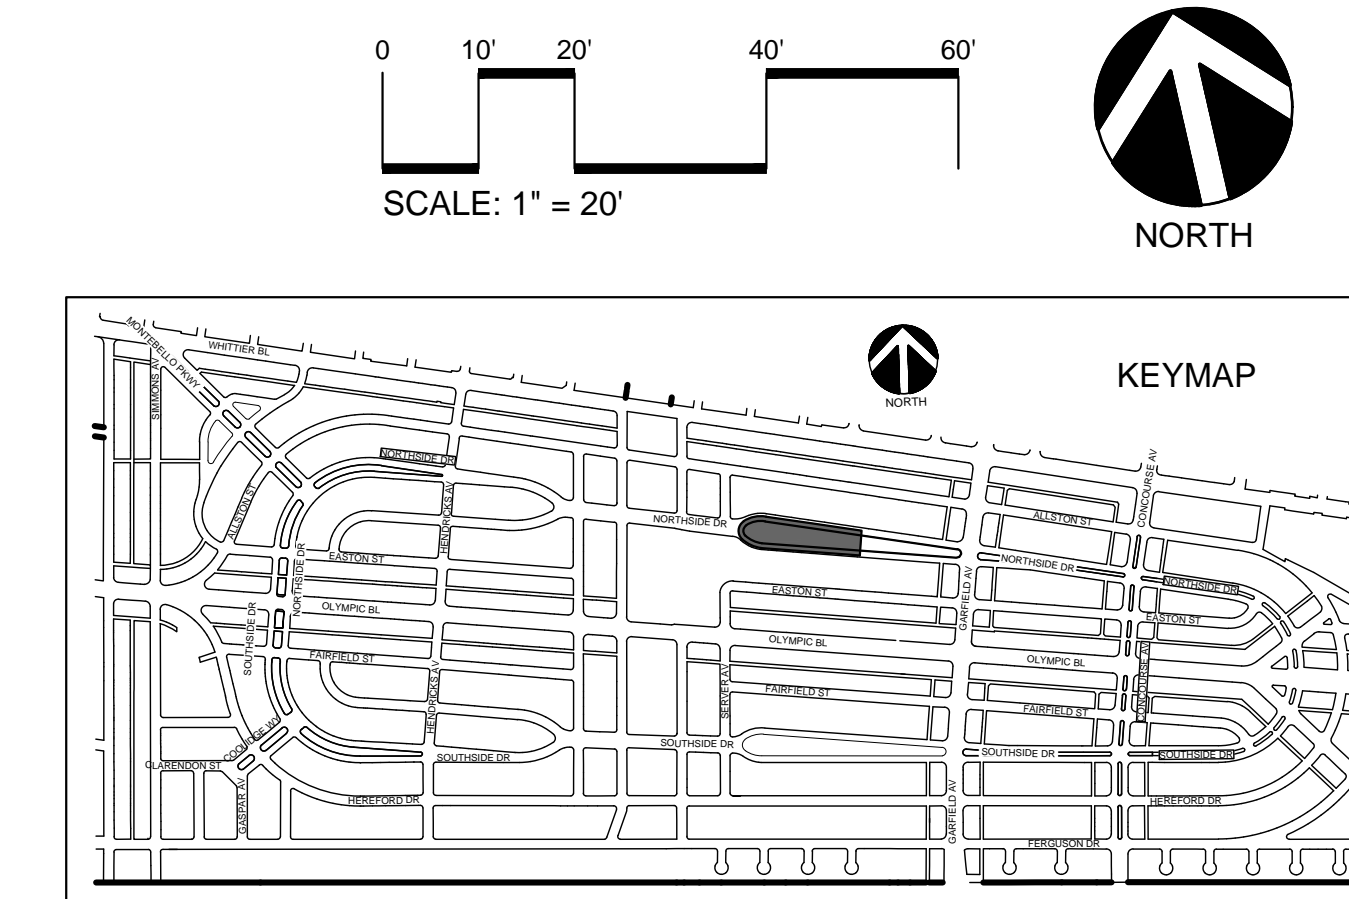 0 10' 20' 40' 60'
SCALE: 1" = 20'
NORTH
KEYMAP
NORTH
MONTEBELLO PKWY
WHITTIER BL
SIMMONS AV
NORTHSIDE DR
CONCOURSE AV
ALLSTON ST
HENDRICKS AV
NORTHSIDE DR
ALLSTON ST
EASTON ST
NORTHSIDE DR
NORTHSIDE DR
NORTHSIDE DR
GARFIELD AV
EASTON ST
OLYMPIC BL
EASTON ST
SOUTHSIDE DR
OLYMPIC BL
FAIRFIELD ST
OLYMPIC BL
HENDRICKS AV
SERVER AV
FAIRFIELD ST
CONCOURSE AV
FAIRFIELD ST
COOLIDGE WY
SOUTHSIDE DR
SOUTHSIDE DR
SOUTHSIDE DR
SOUTHSIDE DR
CLARENDON ST
GASPAR AV
HEREFORD DR
GARFIELD AV
HEREFORD DR
FERGUSON DR